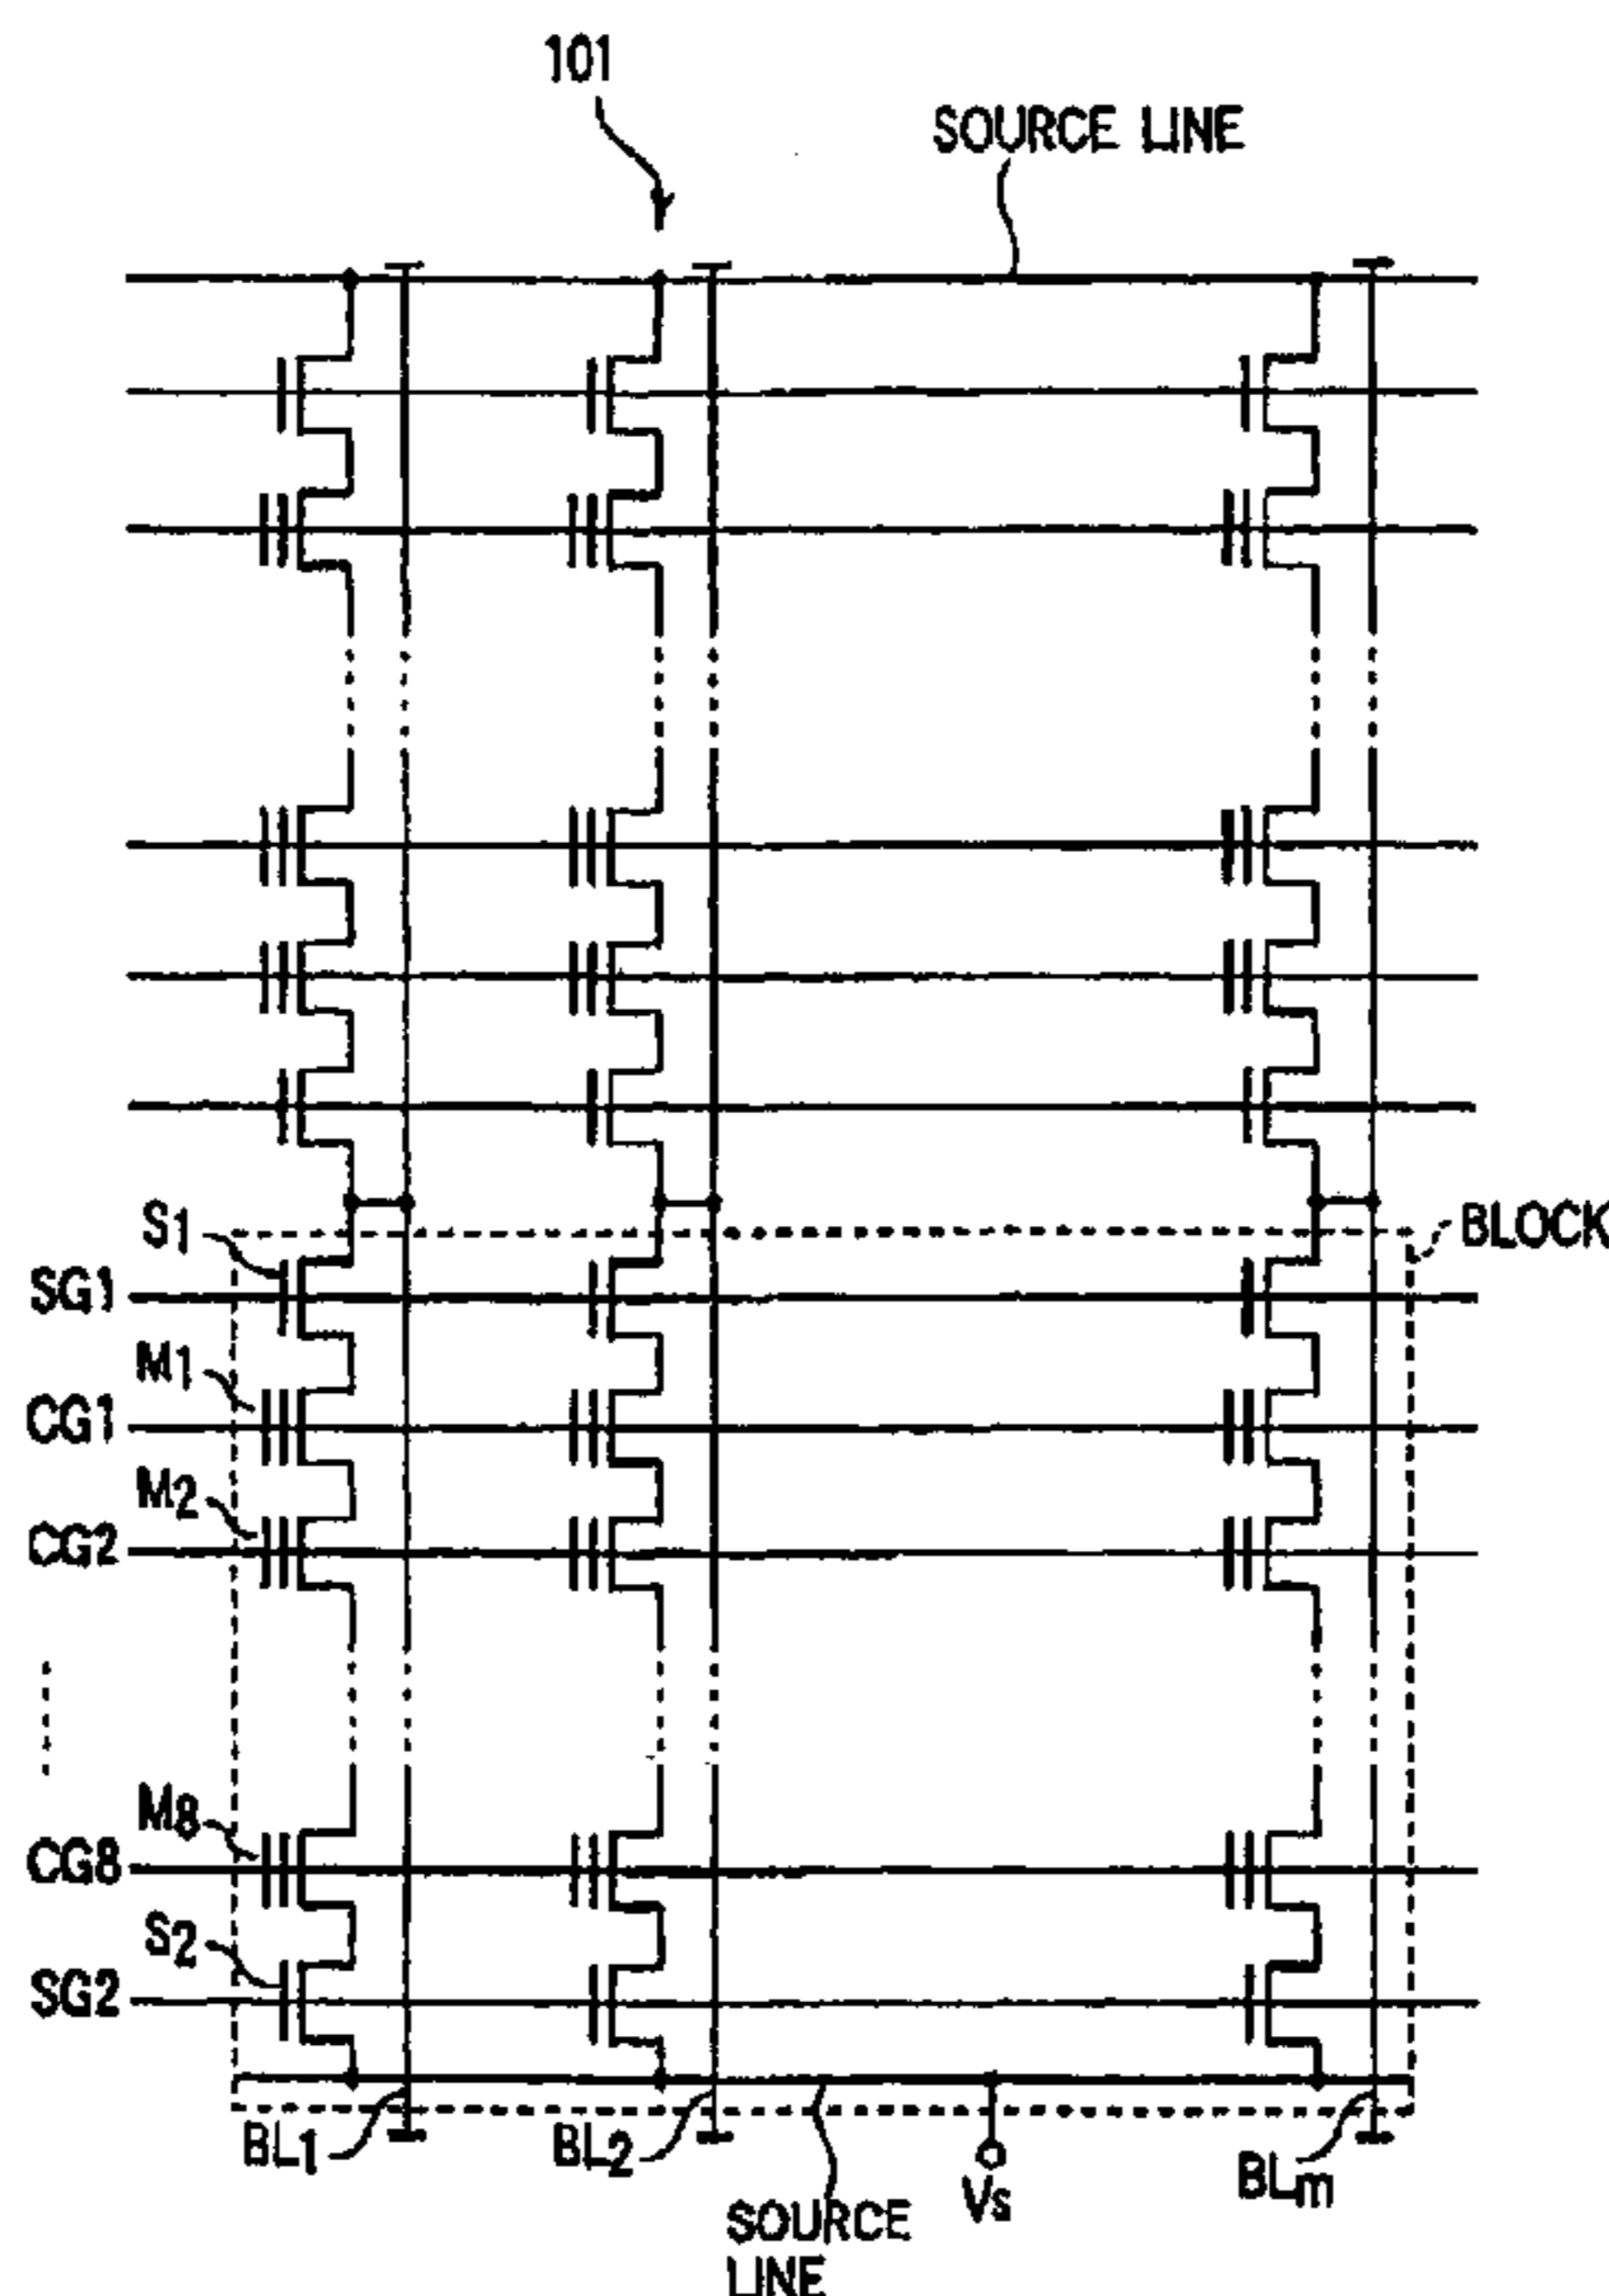 101
SOURCE LINE
S1
BLOCK
SG1
M1
CG1
M2
CG2
M8
CG8
S2
SG2
BL1
BL2
BLm
Vs
SOURCE
LINE